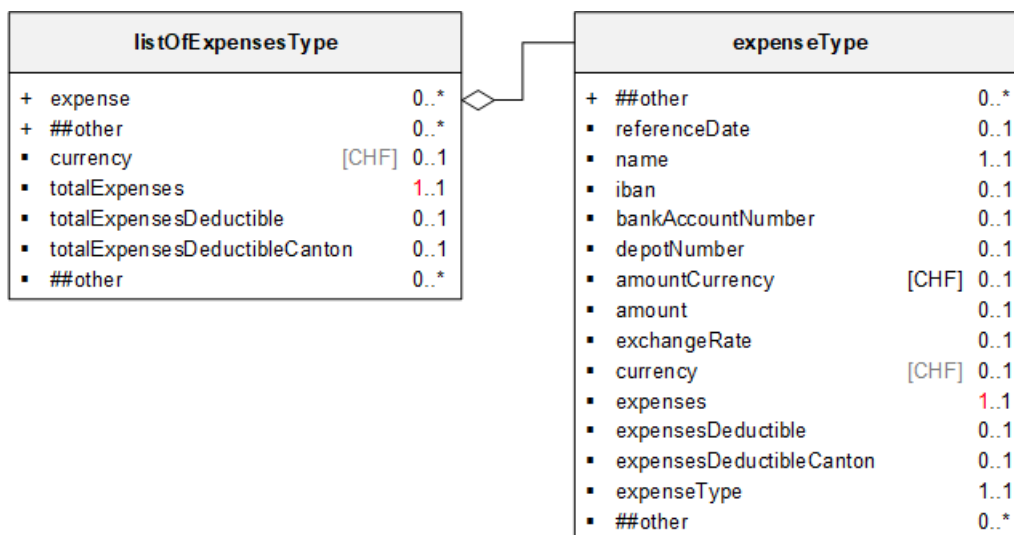 listOfExpensesType
+ expense 0..*
+ ##other 0..*
▪ currency [CHF] 0..1
▪ totalExpenses 1..1
▪ totalExpensesDeductible 0..1
▪ totalExpensesDeductibleCanton 0..1
▪ ##other 0..*
expenseType
+ ##other 0..*
▪ referenceDate 0..1
▪ name 1..1
▪ iban 0..1
▪ bankAccountNumber 0..1
▪ depotNumber 0..1
▪ amountCurrency [CHF] 0..1
▪ amount 0..1
▪ exchangeRate 0..1
▪ currency [CHF] 0..1
▪ expenses 1..1
▪ expensesDeductible 0..1
▪ expensesDeductibleCanton 0..1
▪ expenseType 1..1
▪ ##other 0..*